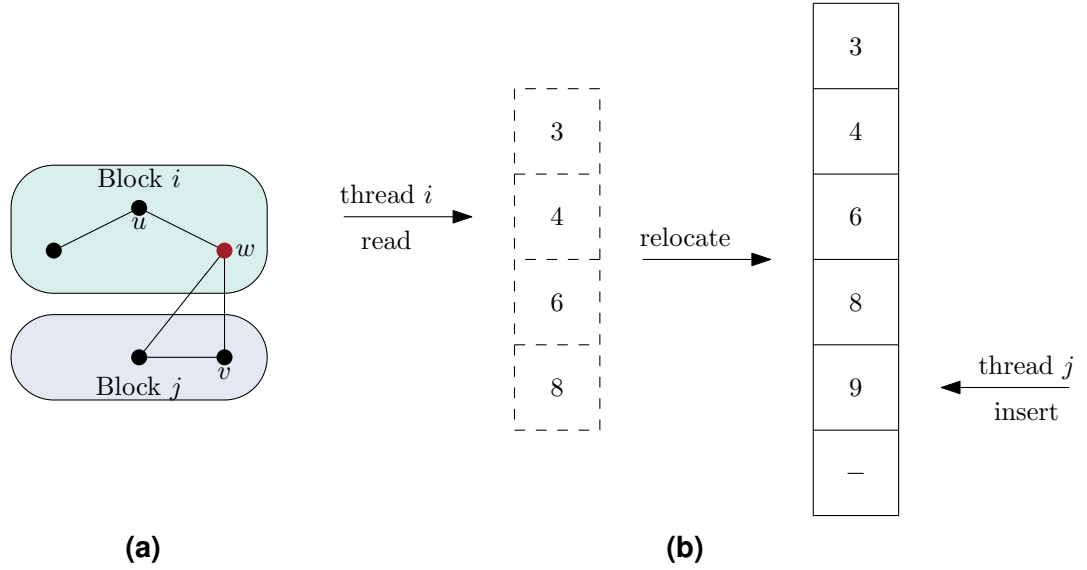 Block i
u
w
Block j
v
(a)
thread i
read
3
4
6
8
relocate
3
4
6
8
9
–
thread j
insert
(b)